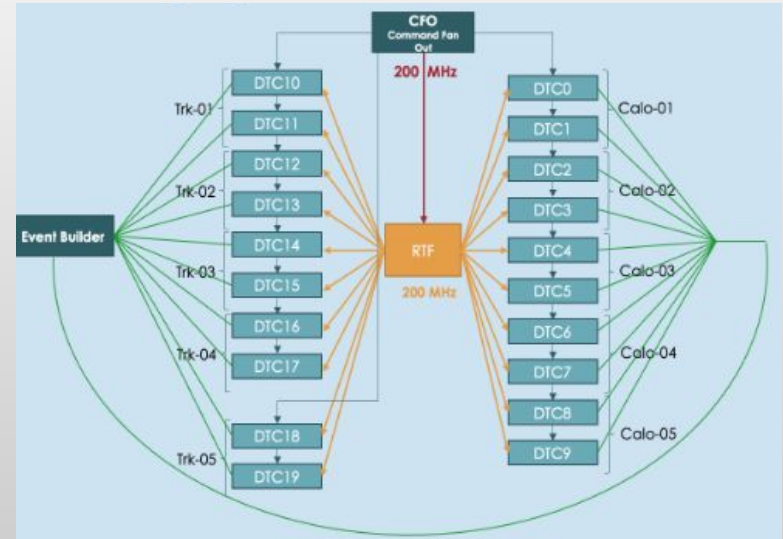 CFO
Command Fan
Out
200 MHz
DTC10
DTC11
DTC12
DTC13
DTC14
DTC15
DTC16
DTC17
DTC18
DTC19
Trk-01
Trk-02
Trk-03
Trk-04
Trk-05
Event Builder
RTF
200 MHz
DTC0
DTC1
DTC2
DTC3
DTC4
DTC5
DTC6
DTC7
DTC8
DTC9
Calo-01
Calo-02
Calo-03
Calo-04
Calo-05